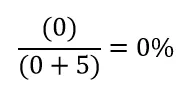 (0)
(0 + 5) = 0%